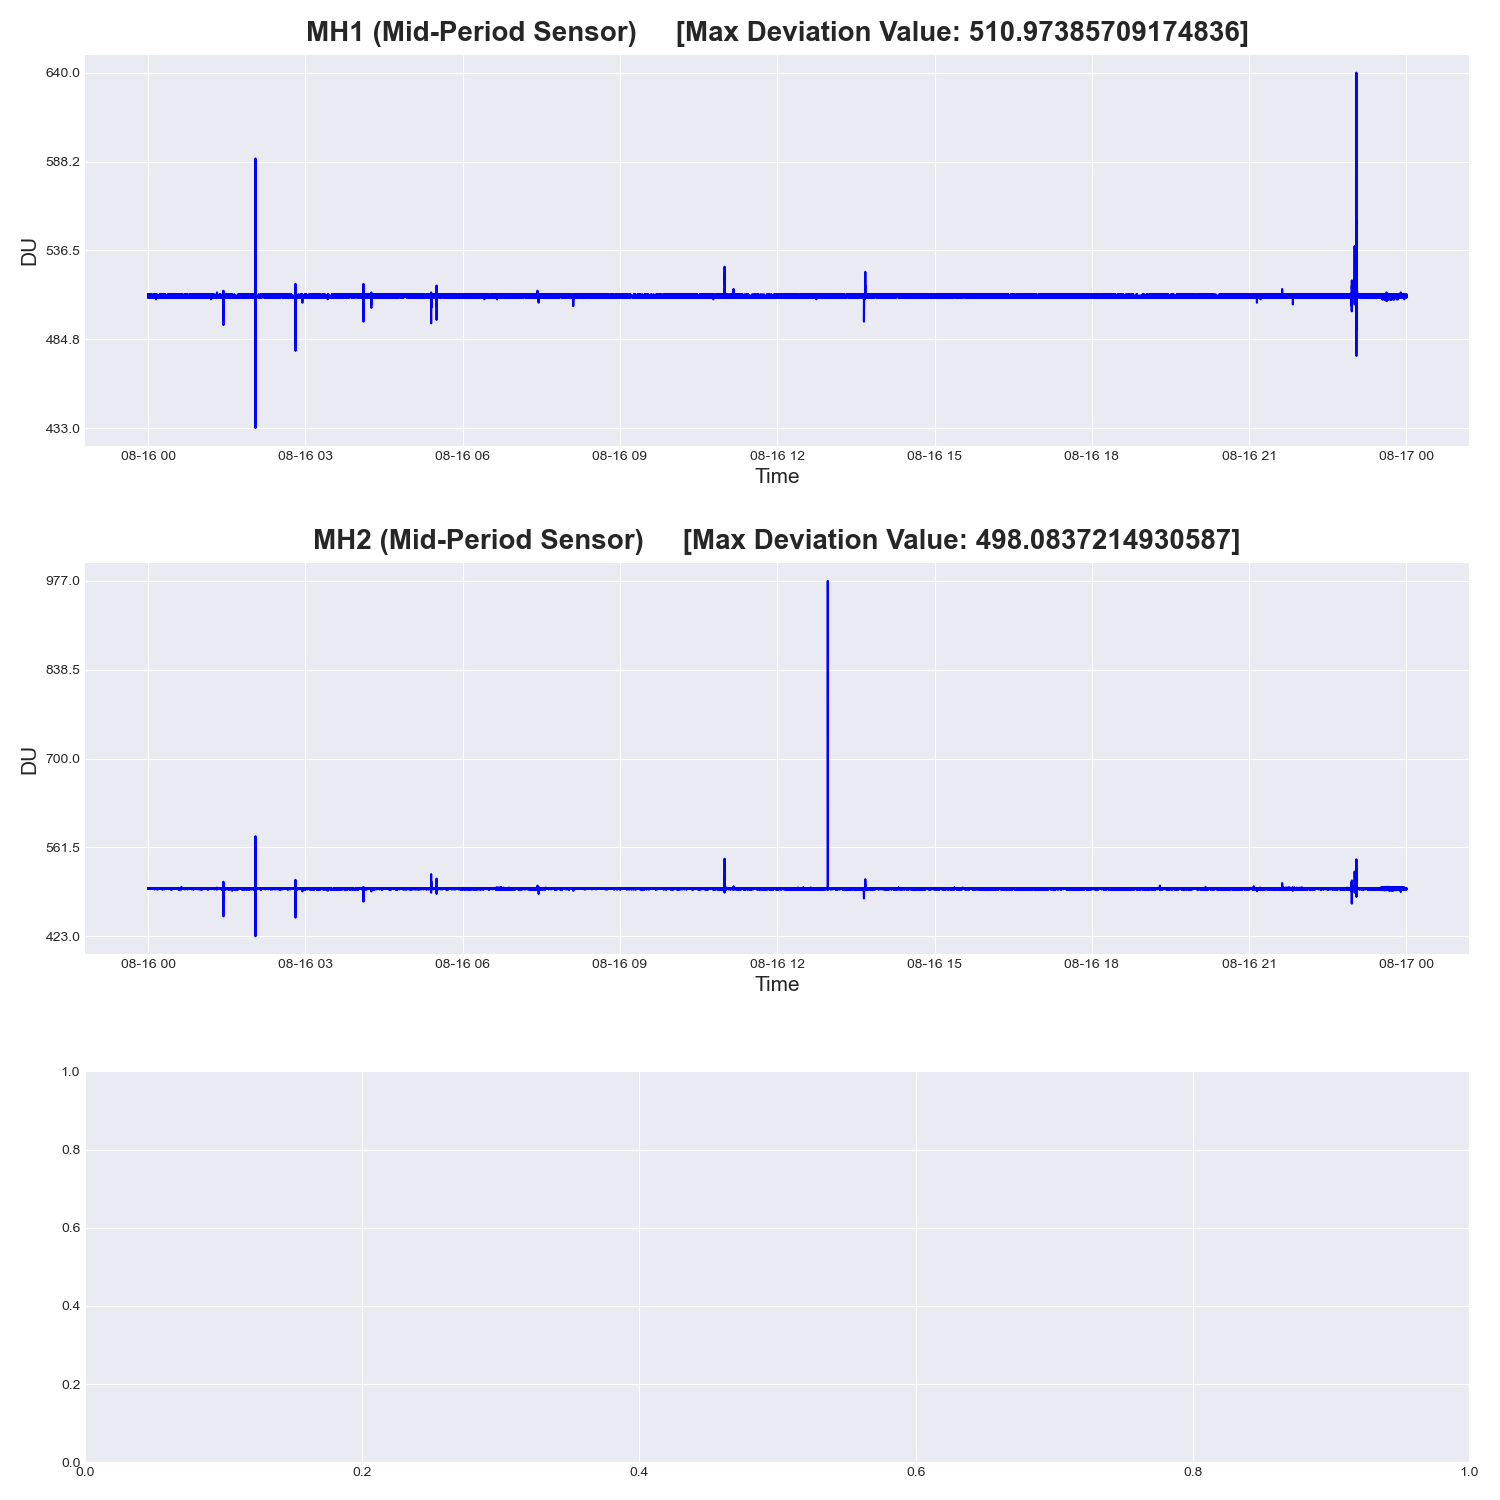 MH1 (Mid-Period Sensor) [Max Deviation Value: 510.97385709174836]
640.0
588.2
536.5
484.8
433.0
DU
08-16 00 08-16 03 08-16 06 08-16 09 08-16 12 08-16 15 08-16 18 08-16 21 08-17 00
Time
MH2 (Mid-Period Sensor) [Max Deviation Value: 498.0837214930587]
977.0
838.5
700.0
561.5
423.0
DU
08-16 00 08-16 03 08-16 06 08-16 09 08-16 12 08-16 15 08-16 18 08-16 21 08-17 00
Time
1.0
0.8
0.6
0.4
0.2
0.0
0.0 0.2 0.4 0.6 0.8 1.0